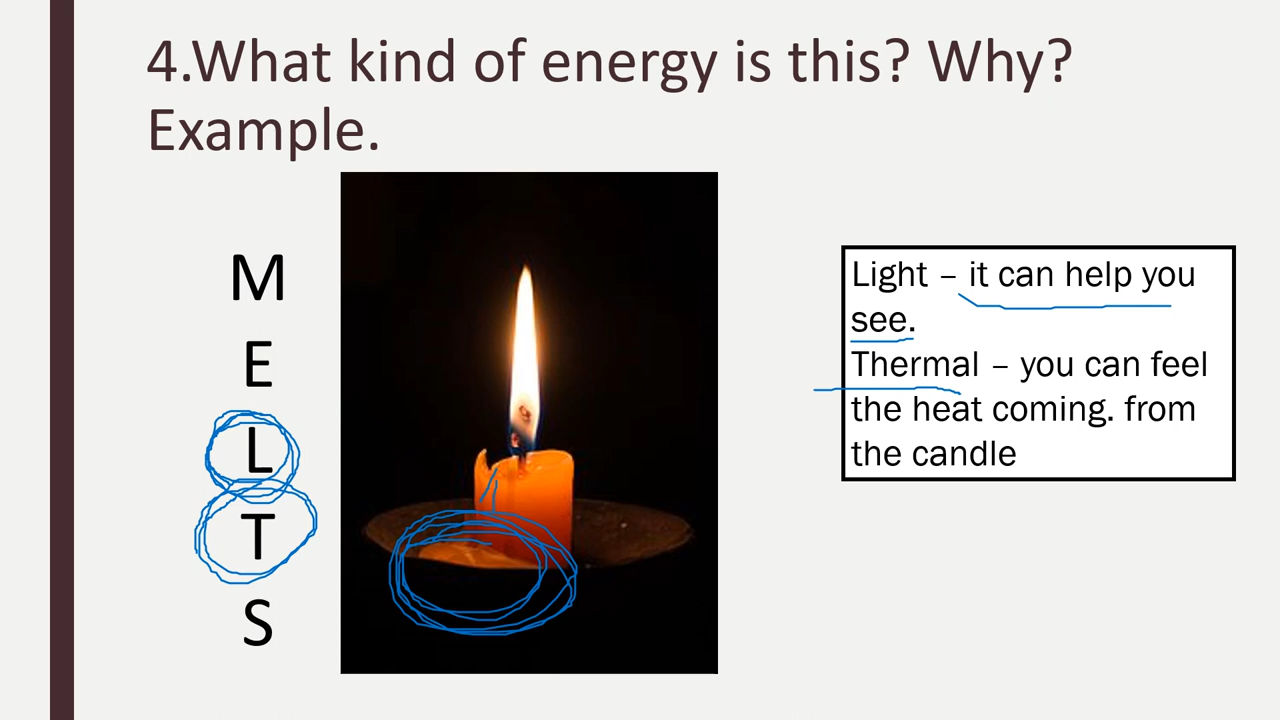 4.What kind of energy is this? Why?
Example.
M
E
L
T
S
Light – it can help you
see.
Thermal – you can feel
the heat coming. from
the candle